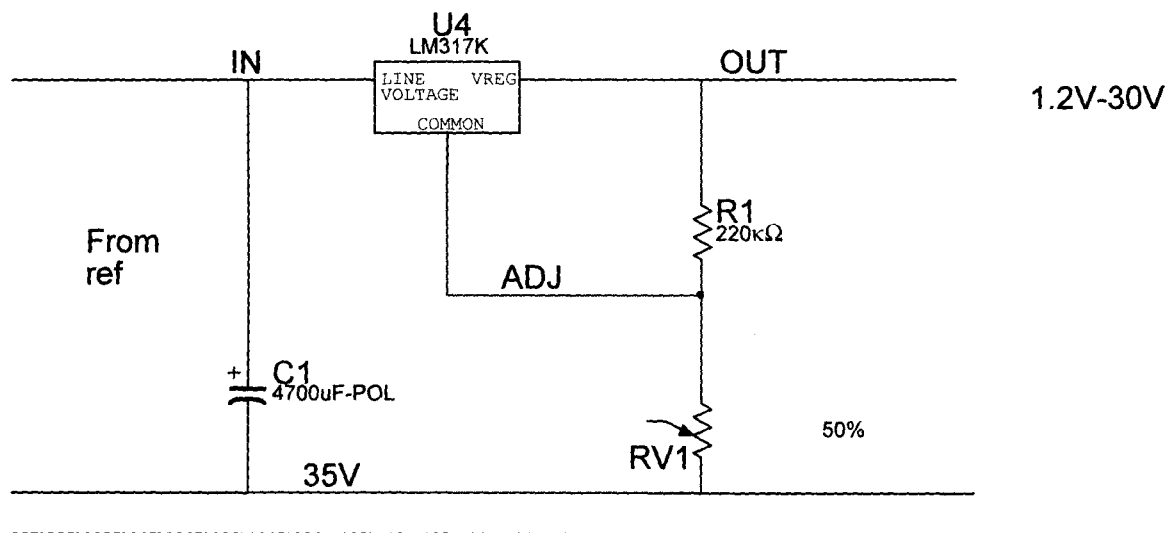 U4
LM317K
IN
OUT
LINE VREG
VOLTAGE
COMMON
1.2V-30V
R1
220κΩ
From
ref
ADJ
+
C1
4700uF-POL
50%
RV1
35V